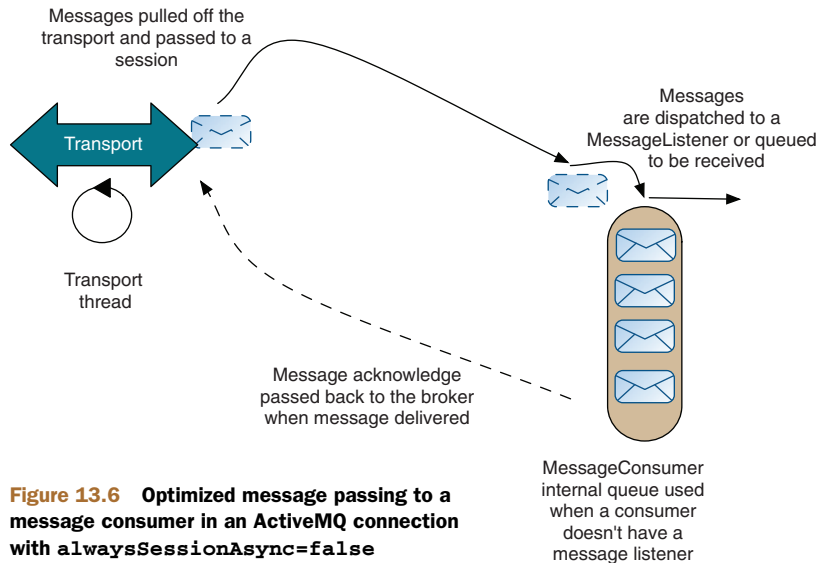 Messages pulled off the
transport and passed to a
session
Messages
are dispatched to a
MessageListener or queued
to be received
Transport
Transport
thread
Message acknowledge
passed back to the broker
when message delivered
MessageConsumer
internal queue used
when a consumer
doesn't have a
message listener
Figure 13.6 Optimized message passing to a
message consumer in an ActiveMQ connection
with alwaysSessionAsync=false